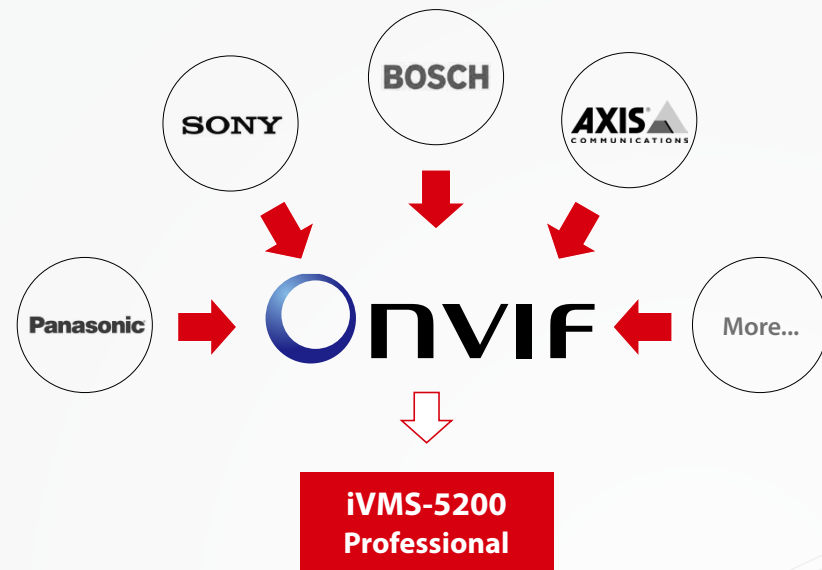 BOSCH
SONY
AXIS
COMMUNICATIONS
Panasonic
ONVIF
More...
iVMS-5200
Professional